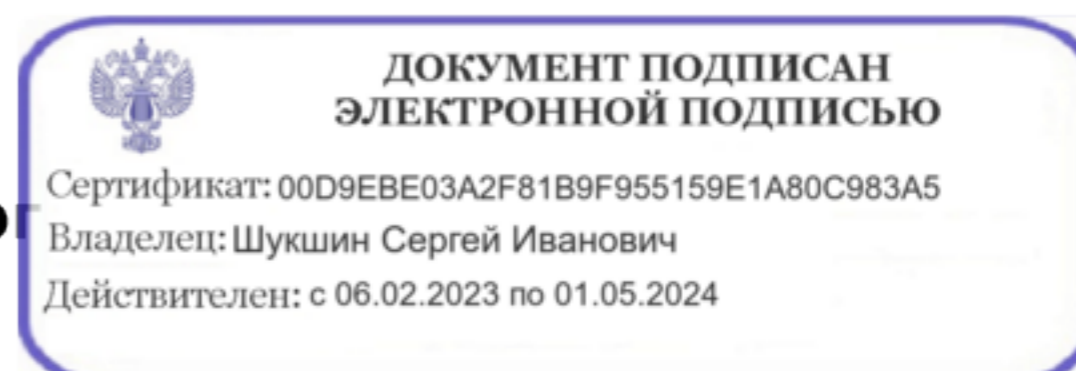 ДОКУМЕНТ ПОДПИСАН
ЭЛЕКТРОННОЙ ПОДПИСЬЮ
Сертификат: 00D9EBE03A2F81B9F955159E1A80C983A5
Владелец: Шукшин Сергей Иванович
Действителен: с 06.02.2023 по 01.05.2024